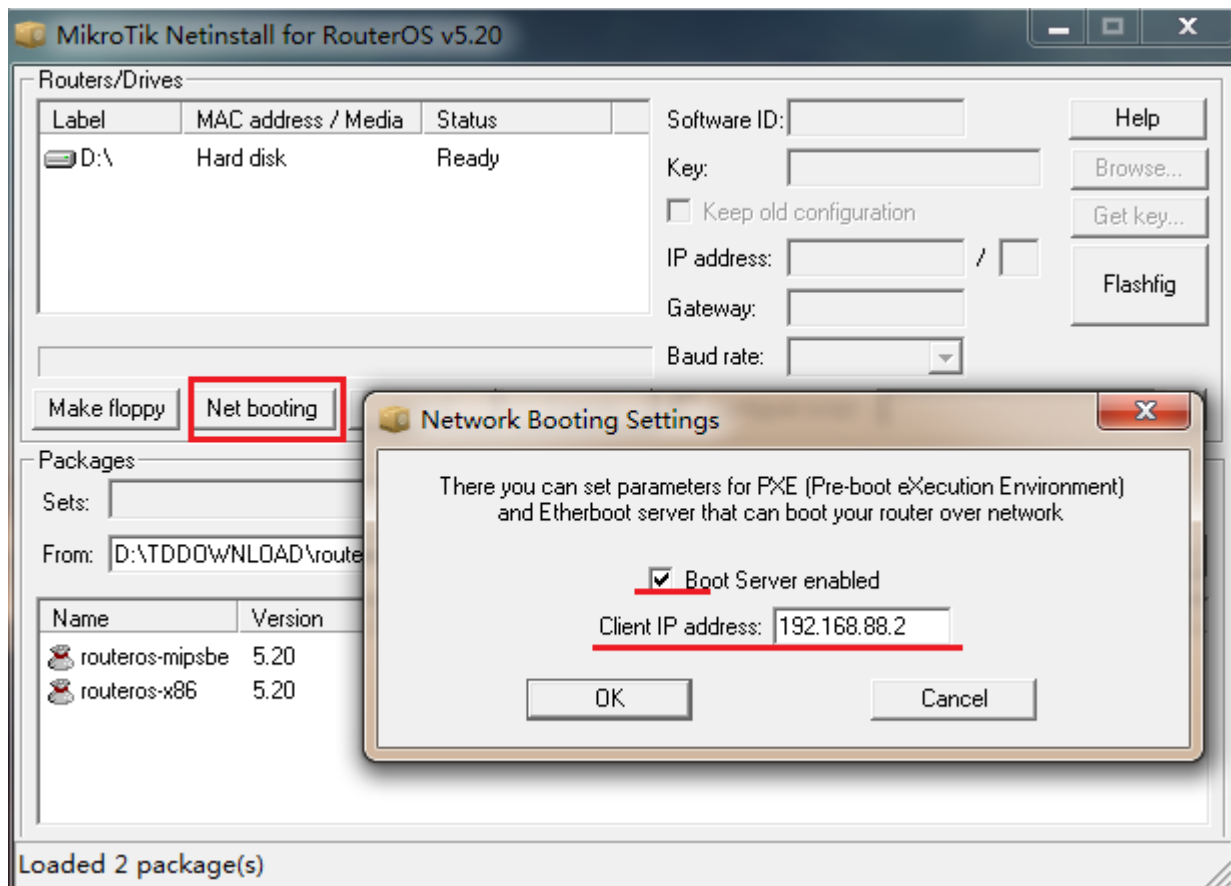 MikroTik Netinstall for RouterOS v5.20
Routers/Drives
Label MAC address / Media Status
D:\ Hard disk Ready
Software ID:
Help
Key:
Browse...
Keep old configuration
Get key...
IP address: /
Flashfig
Gateway:
Baud rate:
Make floppy Net booting
Network Booting Settings
There you can set parameters for PXE (Pre-boot eXecution Environment)
and Etherboot server that can boot your router over network
Boot Server enabled
Client IP address: 192.168.88.2
OK Cancel
Packages
Sets:
From: D:\TDDOWNLOAD\route
Name Version
routeros-mipsbe 5.20
routeros-x86 5.20
Loaded 2 package(s)